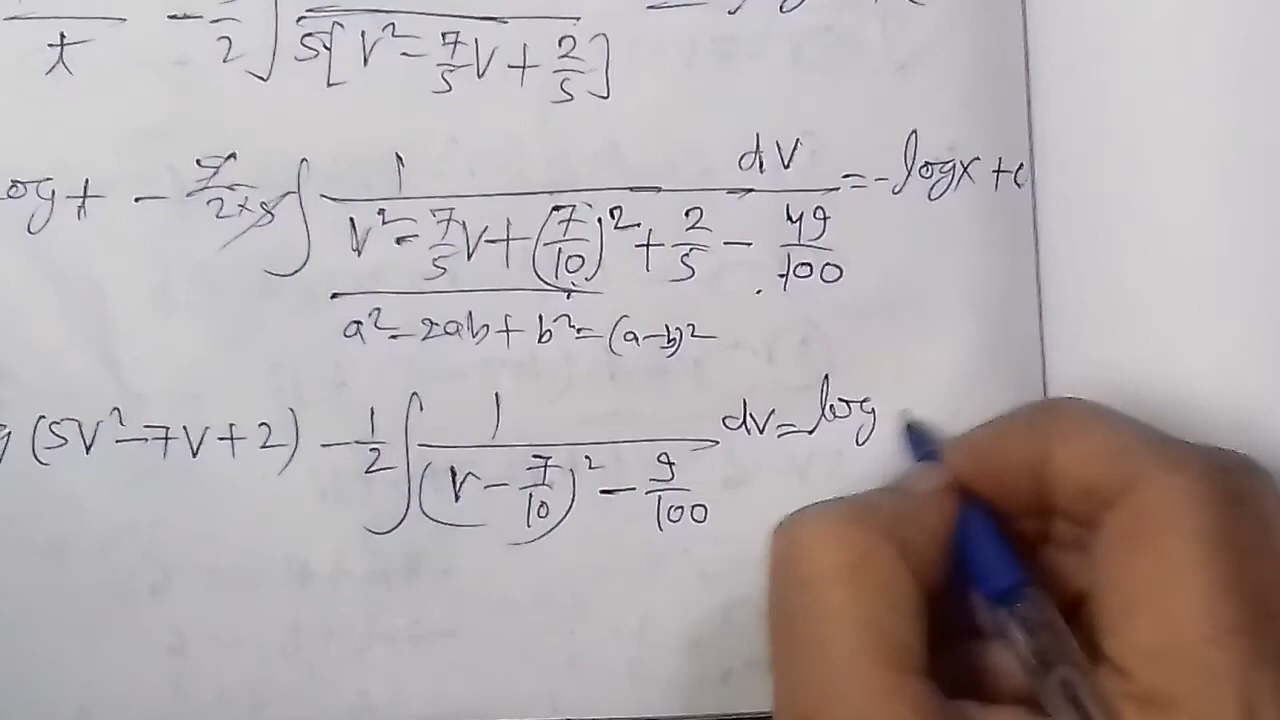 t - /2 ∫ 5[V² - 7/5 V + 2/5]
log t - 5/(2×5) ∫ 1 dV / (V² - 7/5 V + (7/10)² + 2/5 - 49/100) = -logx + c
a² - 2ab + b² = (a-b)²
(5V² - 7V + 2) - 1/2 ∫ 1 / ((V - 7/10)² - 9/100) dV = log